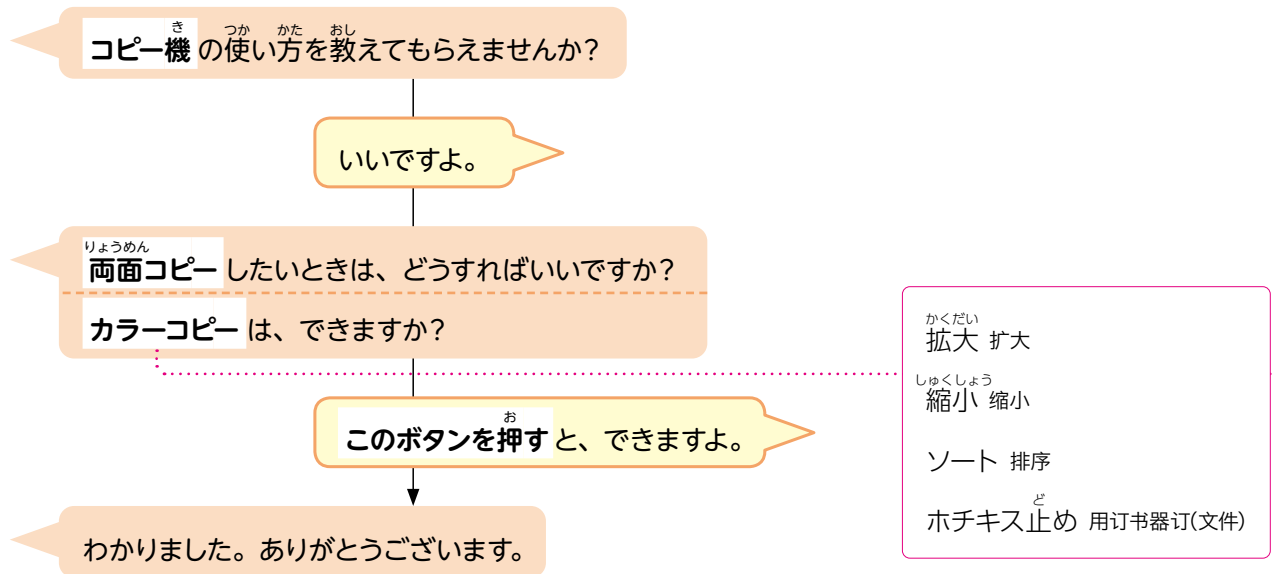 コピー機の使い方を教えてもらえませんか？
いいですよ。
両面コピーしたいときは、どうすればいいですか？
カラーコピーは、できますか？
このボタンを押すと、できますよ。
わかりました。ありがとうございます。
拡大 扩大
縮小 缩小
ソート 排序
ホチキス止め 用订书器订(文件)
き
つか
かた
おし
りょうめん
お
かくだい
しゅくしょう
ど